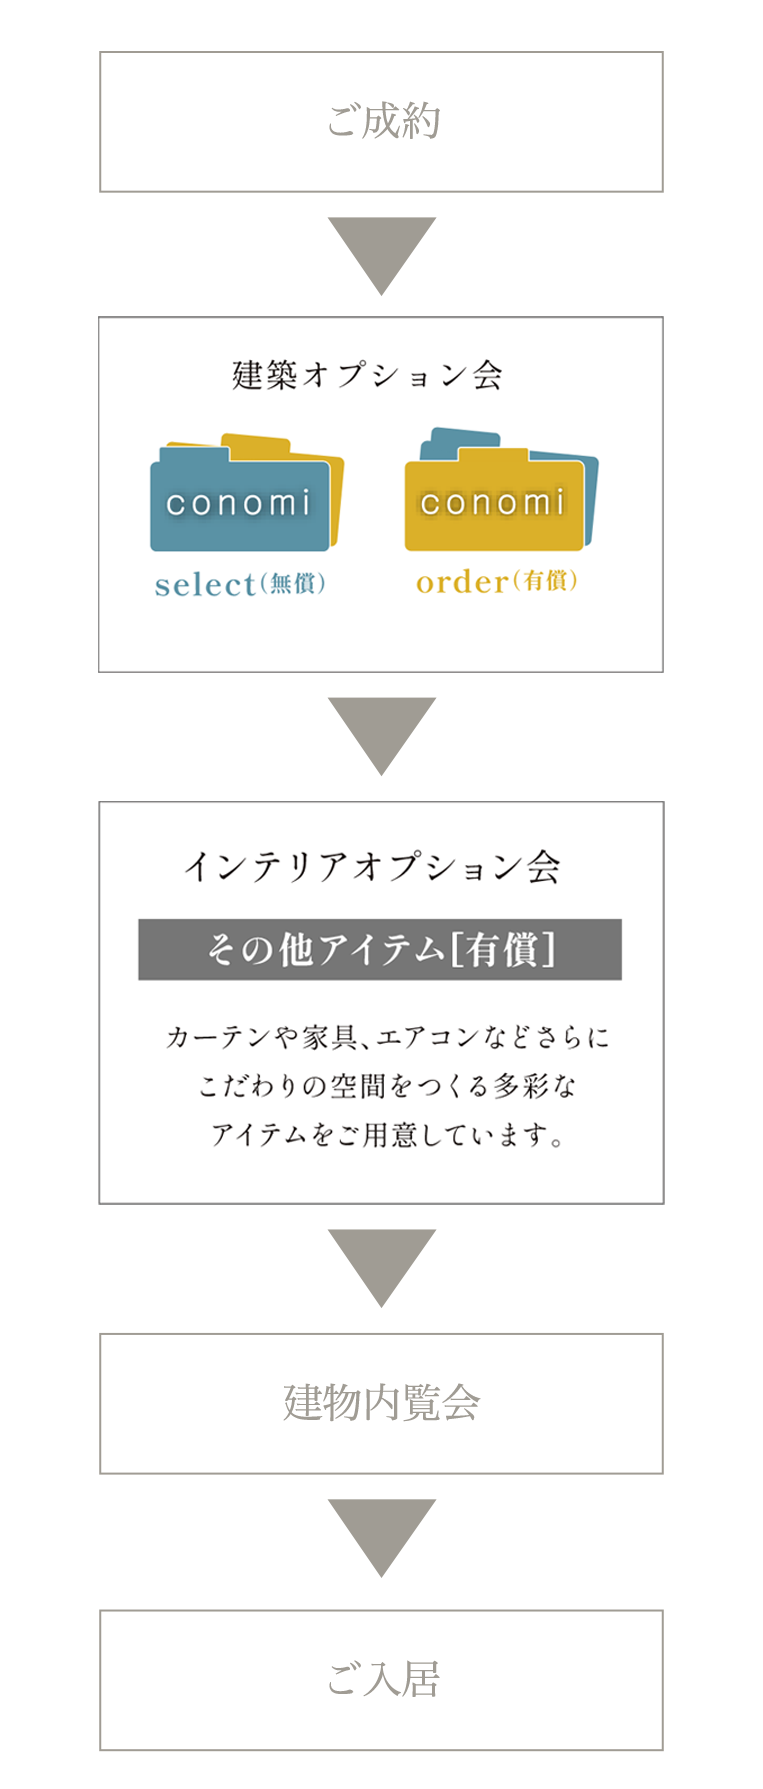 ご成約
建築オプション会
conomi
select(無償)
conomi
order(有償)
インテリアオプション会
その他アイテム[有償]
カーテンや家具、エアコンなどさらに
こだわりの空間をつくる多彩な
アイテムをご用意しています。
建物内覧会
ご入居